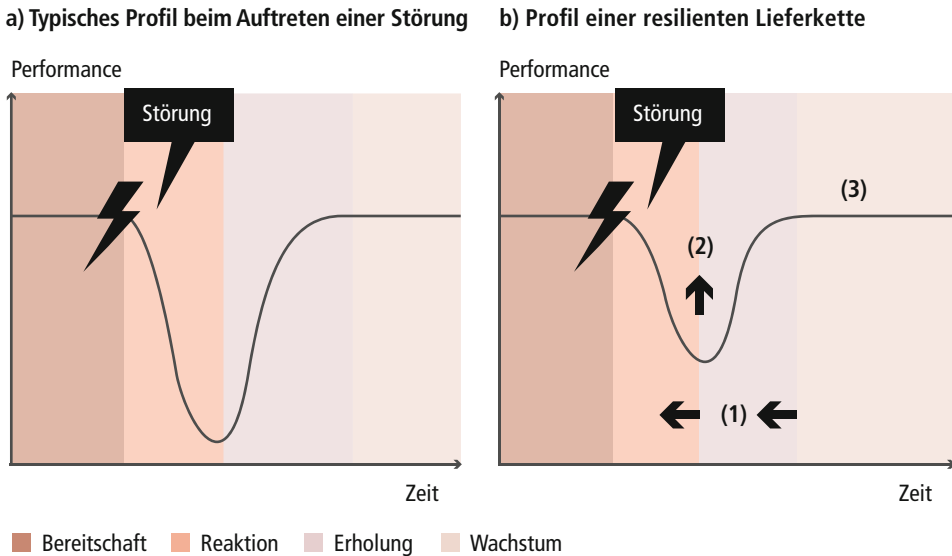 a) Typisches Profil beim Auftreten einer Störung
Performance
Störung
Zeit
b) Profil einer resilienten Lieferkette
Performance
Störung
(3)
(2)
(1)
Zeit
Bereitschaft Reaktion Erholung Wachstum